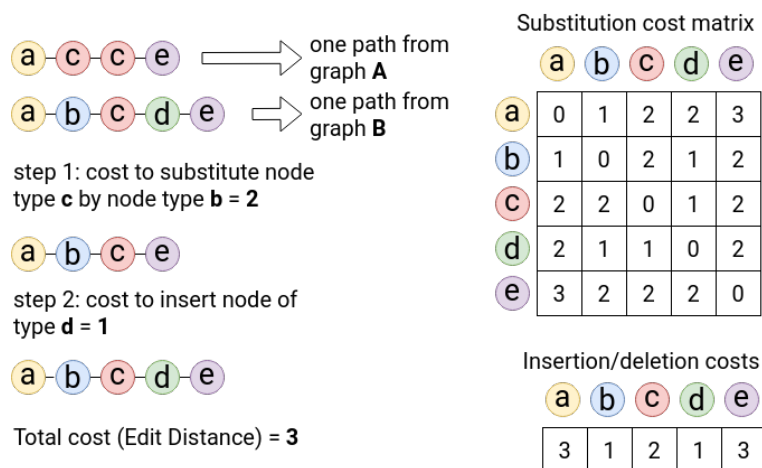 a c c e
one path from
graph A
a b c d e
one path from
graph B
step 1: cost to substitute node
type c by node type b = 2
a b c e
step 2: cost to insert node of
type d = 1
a b c d e
Total cost (Edit Distance) = 3
Substitution cost matrix
a b c d e
a 0 1 2 2 3
b 1 0 2 1 2
c 2 2 0 1 2
d 2 1 1 0 2
e 3 2 2 2 0
Insertion/deletion costs
a b c d e
3 1 2 1 3